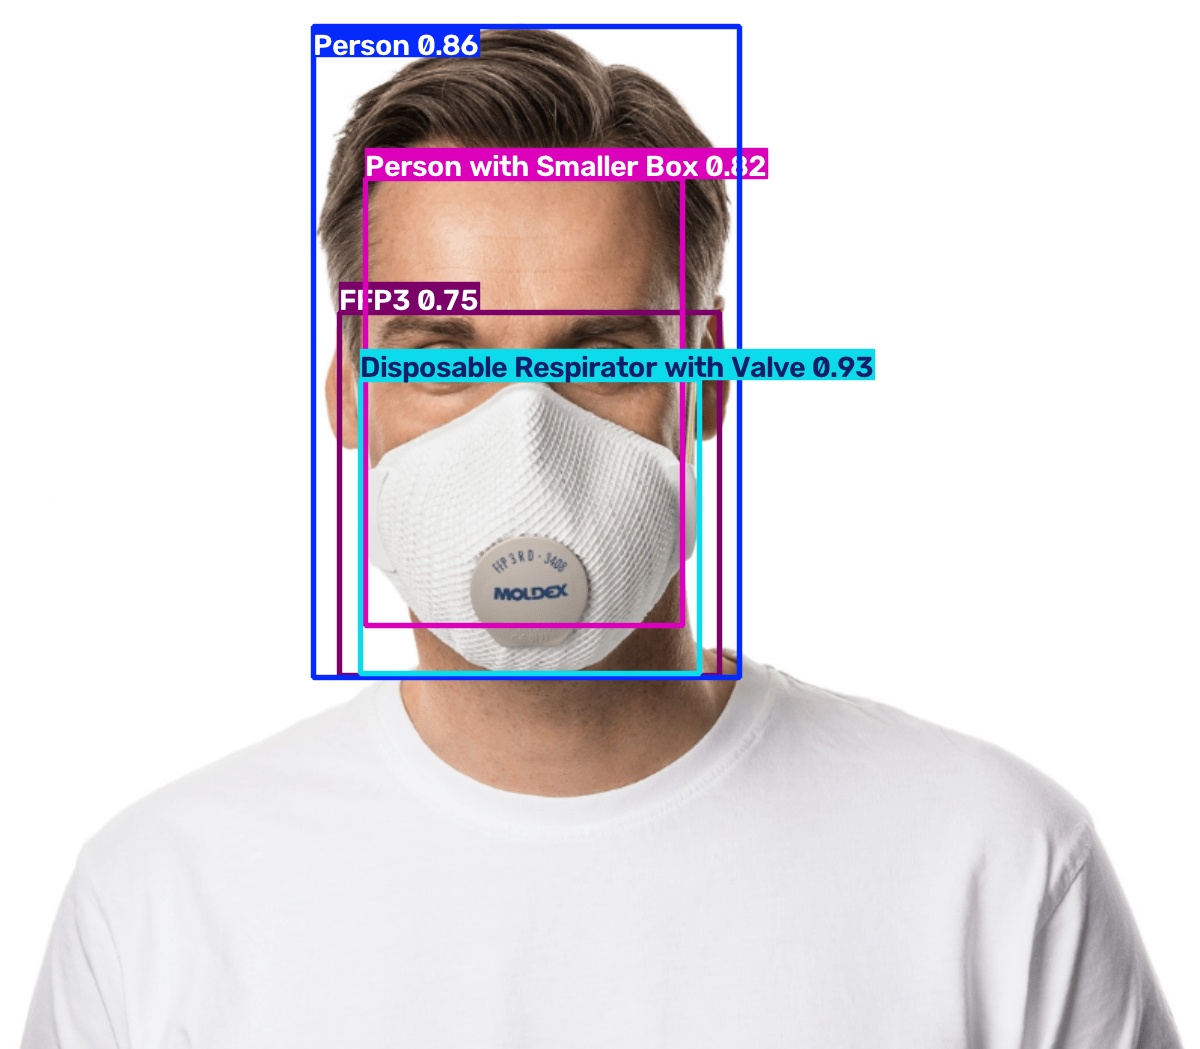 Person 0.86
Person with Smaller Box 0.82
FFP3 0.75
Disposable Respirator with Valve 0.93
FFP3 R D - 3408
MOLDEX